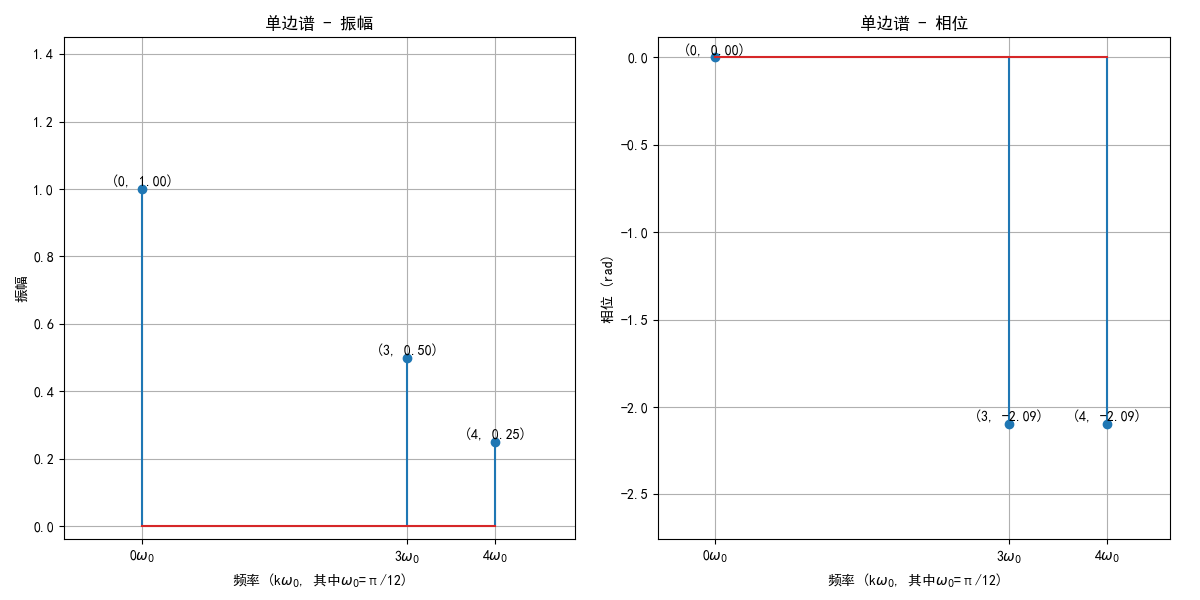 单边谱 - 振幅
1.4
1.2
1.0
0.8
0.6
0.4
0.2
0.0
振幅
(0, 1.00)
(3, 0.50)
(4, 0.25)
0ω₀
3ω₀
4ω₀
频率 (kω₀, 其中ω₀=π/12)
单边谱 - 相位
0.0
−0.5
−1.0
−1.5
−2.0
−2.5
相位 (rad)
(0, 0.00)
(3, −2.09)
(4, −2.09)
0ω₀
3ω₀
4ω₀
频率 (kω₀, 其中ω₀=π/12)